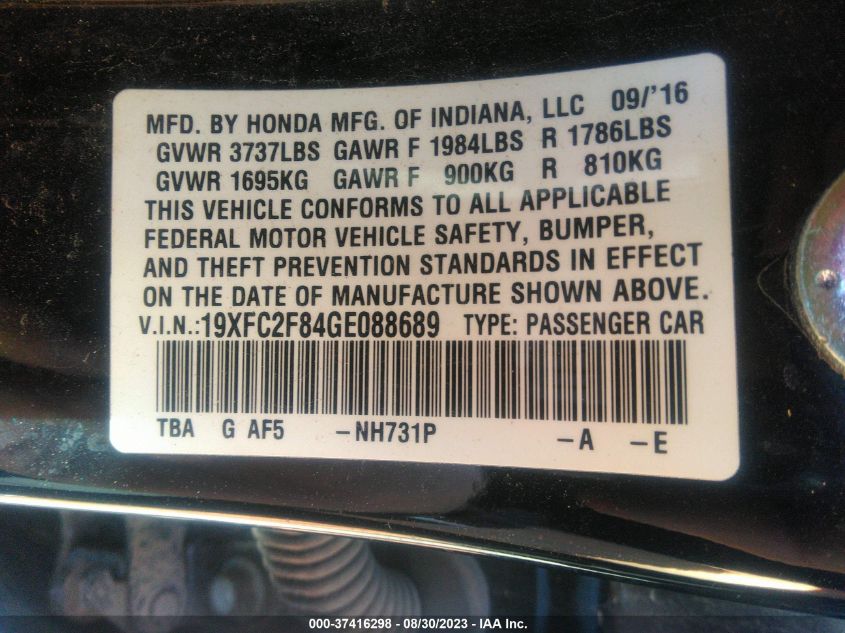 MFD. BY HONDA MFG. OF INDIANA, LLC 09/'16
GVWR 3737LBS GAWR F 1984LBS R 1786LBS
GVWR 1695KG GAWR F 900KG R 810KG
THIS VEHICLE CONFORMS TO ALL APPLICABLE
FEDERAL MOTOR VEHICLE SAFETY, BUMPER,
AND THEFT PREVENTION STANDARDS IN EFFECT
ON THE DATE OF MANUFACTURE SHOWN ABOVE.
V.I.N.:19XFC2F84GE088689 TYPE: PASSENGER CAR
TBA G AF5 -NH731P -A -E
000-37416298 - 08/30/2023 - IAA Inc.